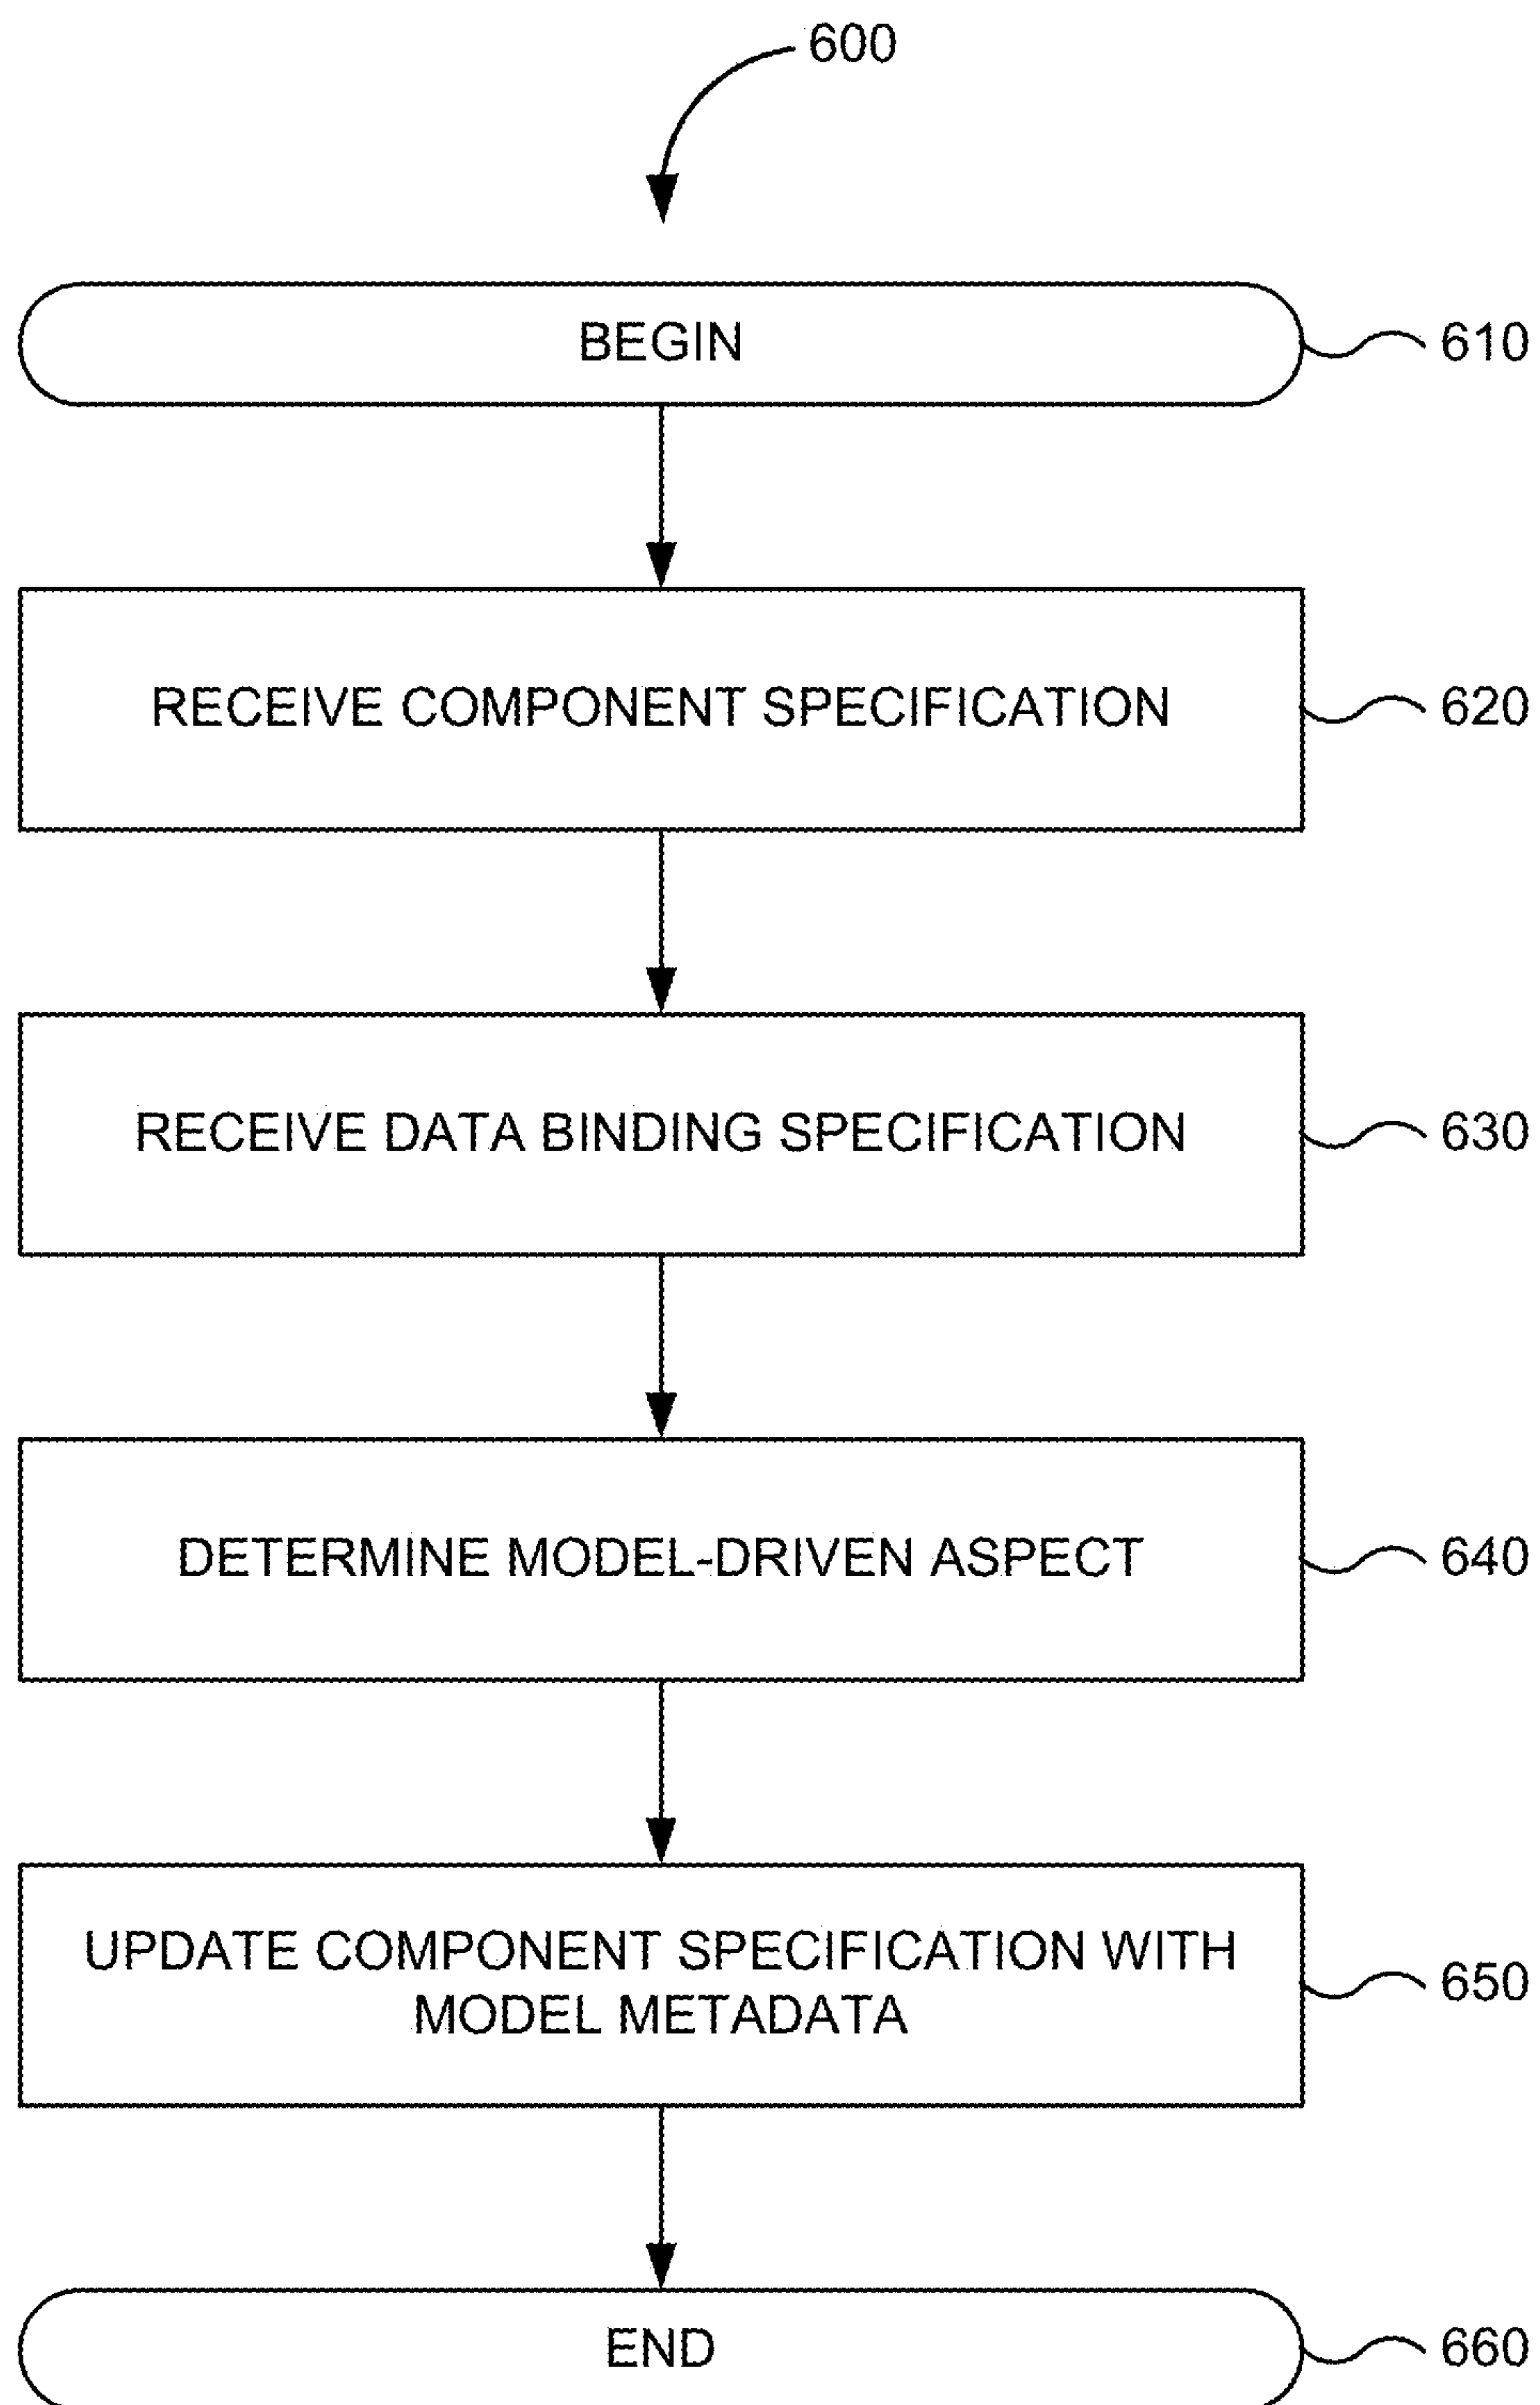 600
BEGIN
610
RECEIVE COMPONENT SPECIFICATION
620
RECEIVE DATA BINDING SPECIFICATION
630
DETERMINE MODEL-DRIVEN ASPECT
640
UPDATE COMPONENT SPECIFICATION WITH
MODEL METADATA
650
END
660